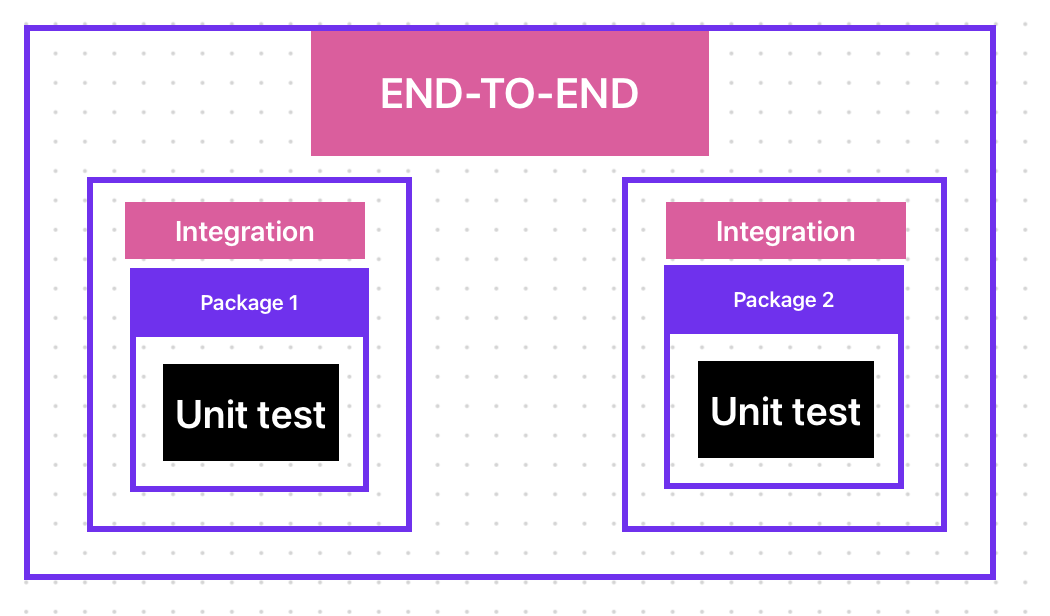 END-TO-END
Integration
Package 1
Unit test
Integration
Package 2
Unit test